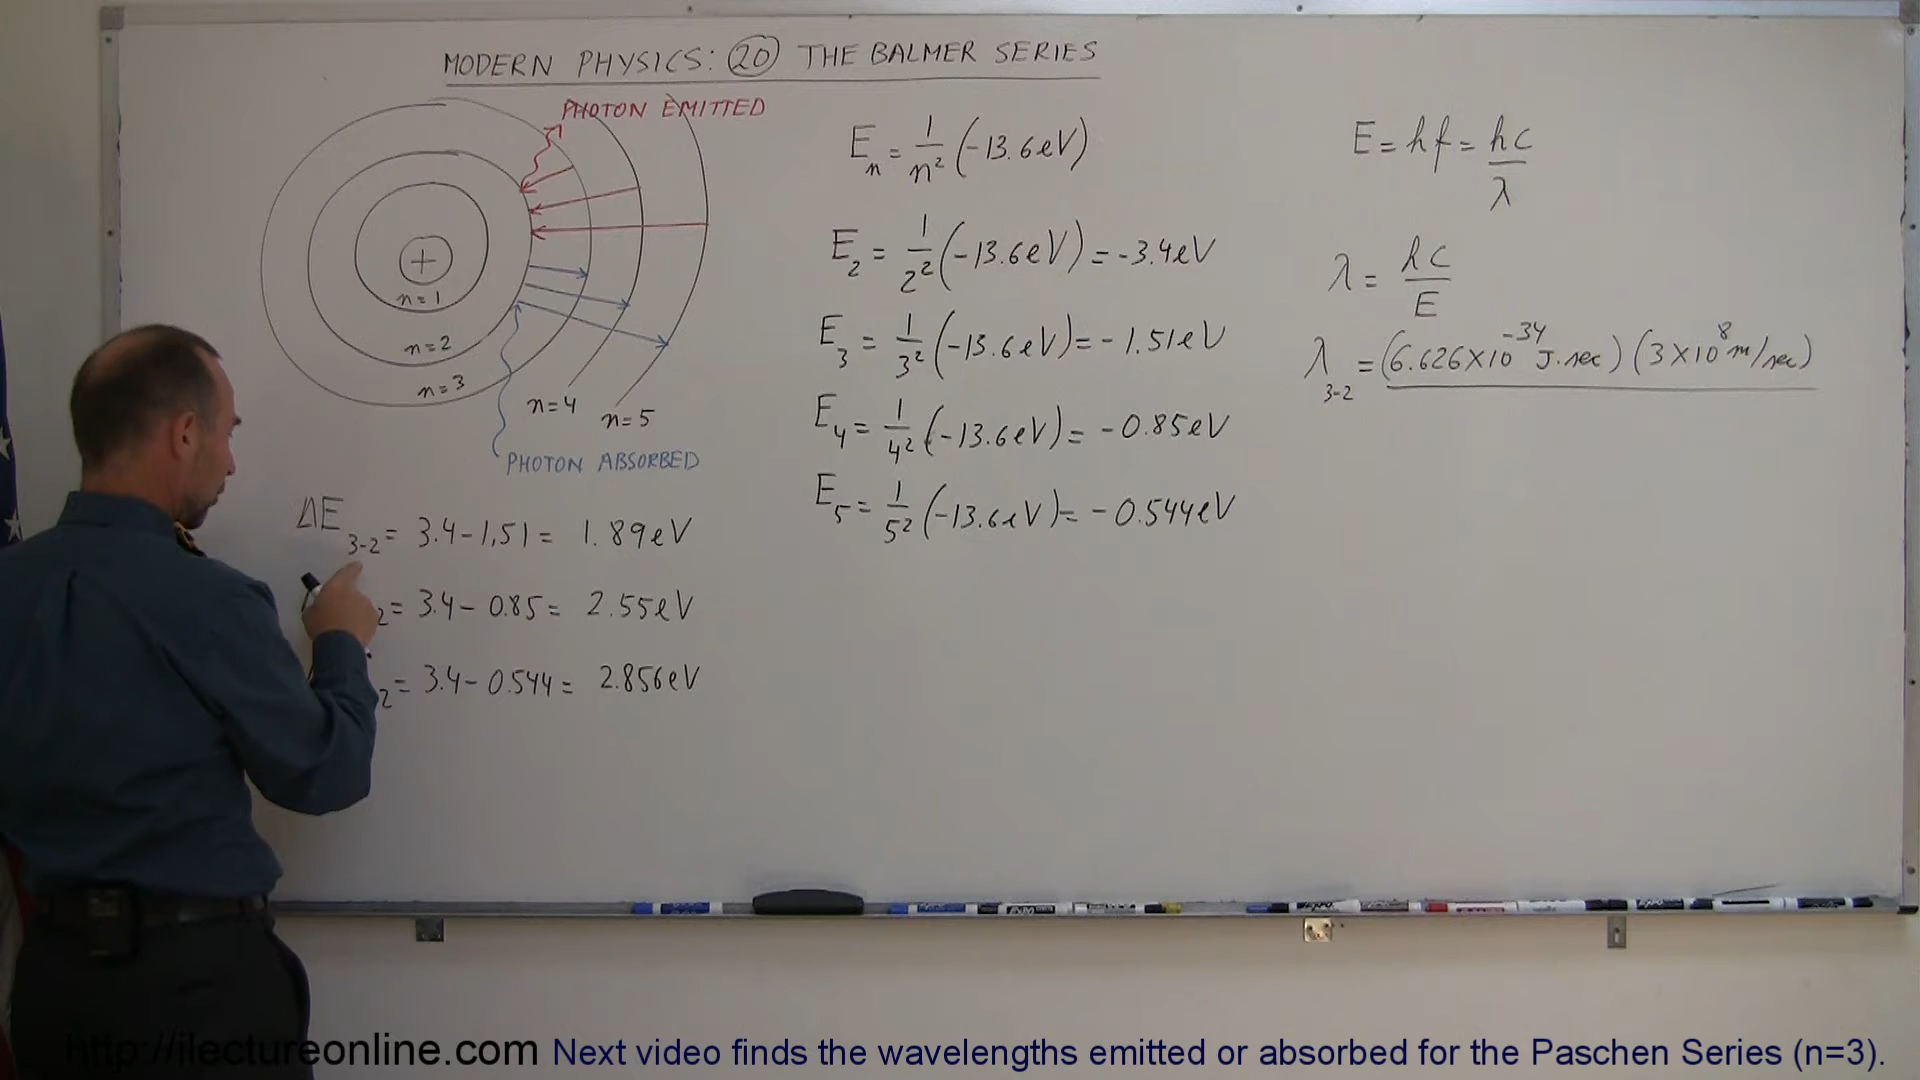 MODERN PHYSICS: 20 THE BALMER SERIES
PHOTON EMITTED
+
n=1
n=2
n=3
n=4
n=5
PHOTON ABSORBED
ΔE₃₋₂ = 3.4 - 1.51 = 1.89eV
₂ = 3.4 - 0.85 = 2.55eV
₂ = 3.4 - 0.544 = 2.856eV
Eₙ = 1/n² (-13.6eV)
E₂ = 1/2² (-13.6eV) = -3.4eV
E₃ = 1/3² (-13.6eV) = -1.51eV
E₄ = 1/4² (-13.6eV) = -0.85eV
E₅ = 1/5² (-13.6eV) = -0.544eV
E = hf = hc/λ
λ = hc/E
λ₃₋₂ = (6.626×10⁻³⁴ J.sec)(3×10⁸ m/sec)
http://ilectureonline.com Next video finds the wavelengths emitted or absorbed for the Paschen Series (n=3).